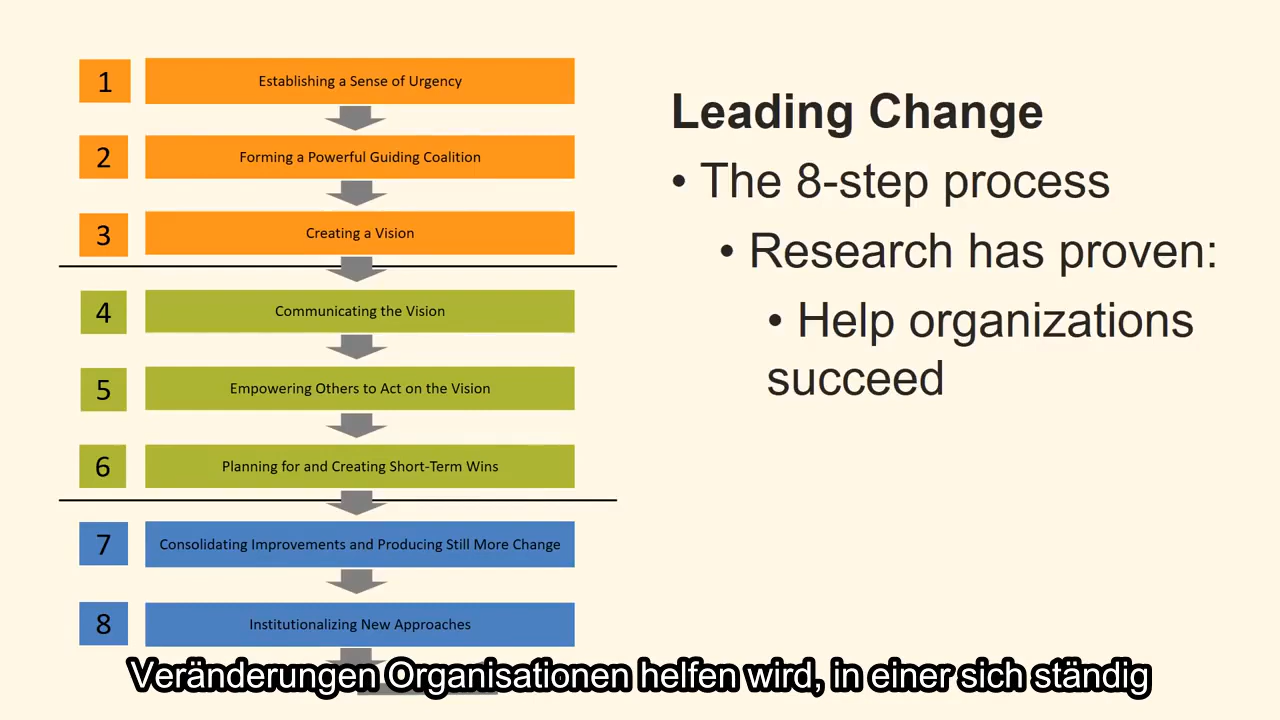 1 Establishing a Sense of Urgency
2 Forming a Powerful Guiding Coalition
3 Creating a Vision
4 Communicating the Vision
5 Empowering Others to Act on the Vision
6 Planning for and Creating Short-Term Wins
7 Consolidating Improvements and Producing Still More Change
8 Institutionalizing New Approaches
Leading Change
• The 8-step process
• Research has proven:
• Help organizations
succeed
Veränderungen Organisationen helfen wird, in einer sich ständig